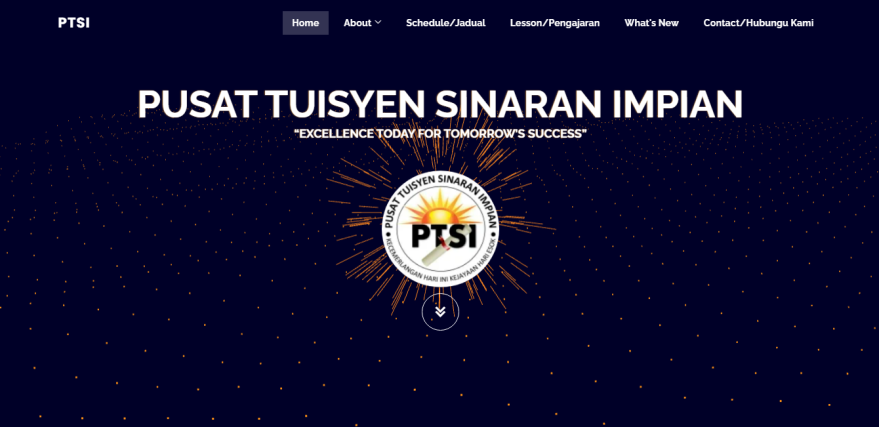 PTSI
Home
About
Schedule/Jadual
Lesson/Pengajaran
What's New
Contact/Hubungu Kami
PUSAT TUISYEN SINARAN IMPIAN
"EXCELLENCE TODAY FOR TOMORROW'S SUCCESS"
PUSAT TUISYEN SINARAN IMPIAN
PTSI
KECEMERLANGAN HARI INI KEJAYAAN HARI ESOK